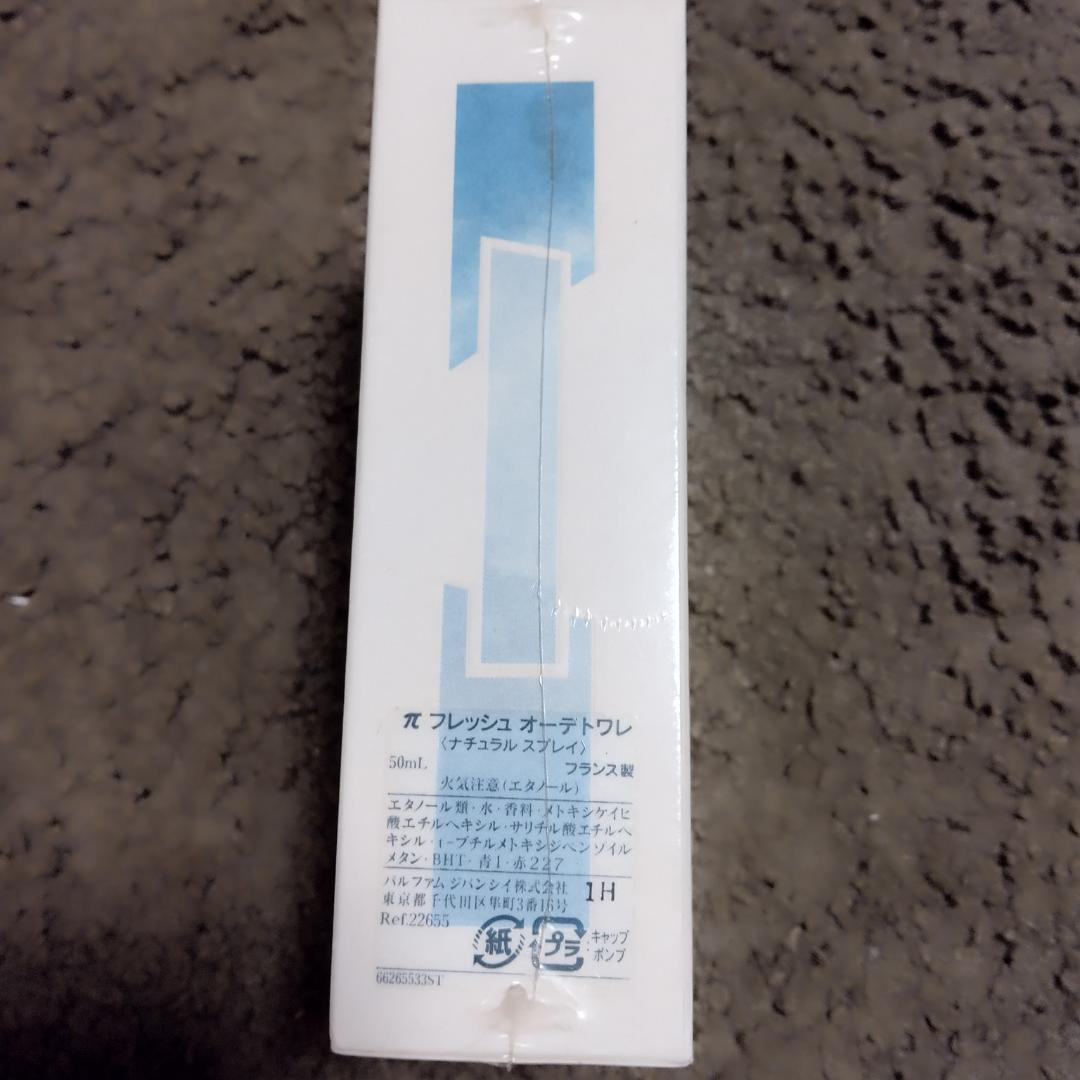 π フレッシュ オーデトワレ
〈ナチュラル スプレイ〉
50mL フランス製
火気注意(エタノール)
エタノール類・水・香料・メトキシケイヒ
酸エチルヘキシル・サリチル酸エチルヘ
キシル・t-ブチルメトキシジベンゾイル
メタン・BHT・青1・赤227
パルファム ジバンシイ株式会社 1H
東京都千代田区隼町3番16号
Ref.22655
紙 プラ キャップ
ポンプ
66265533ST